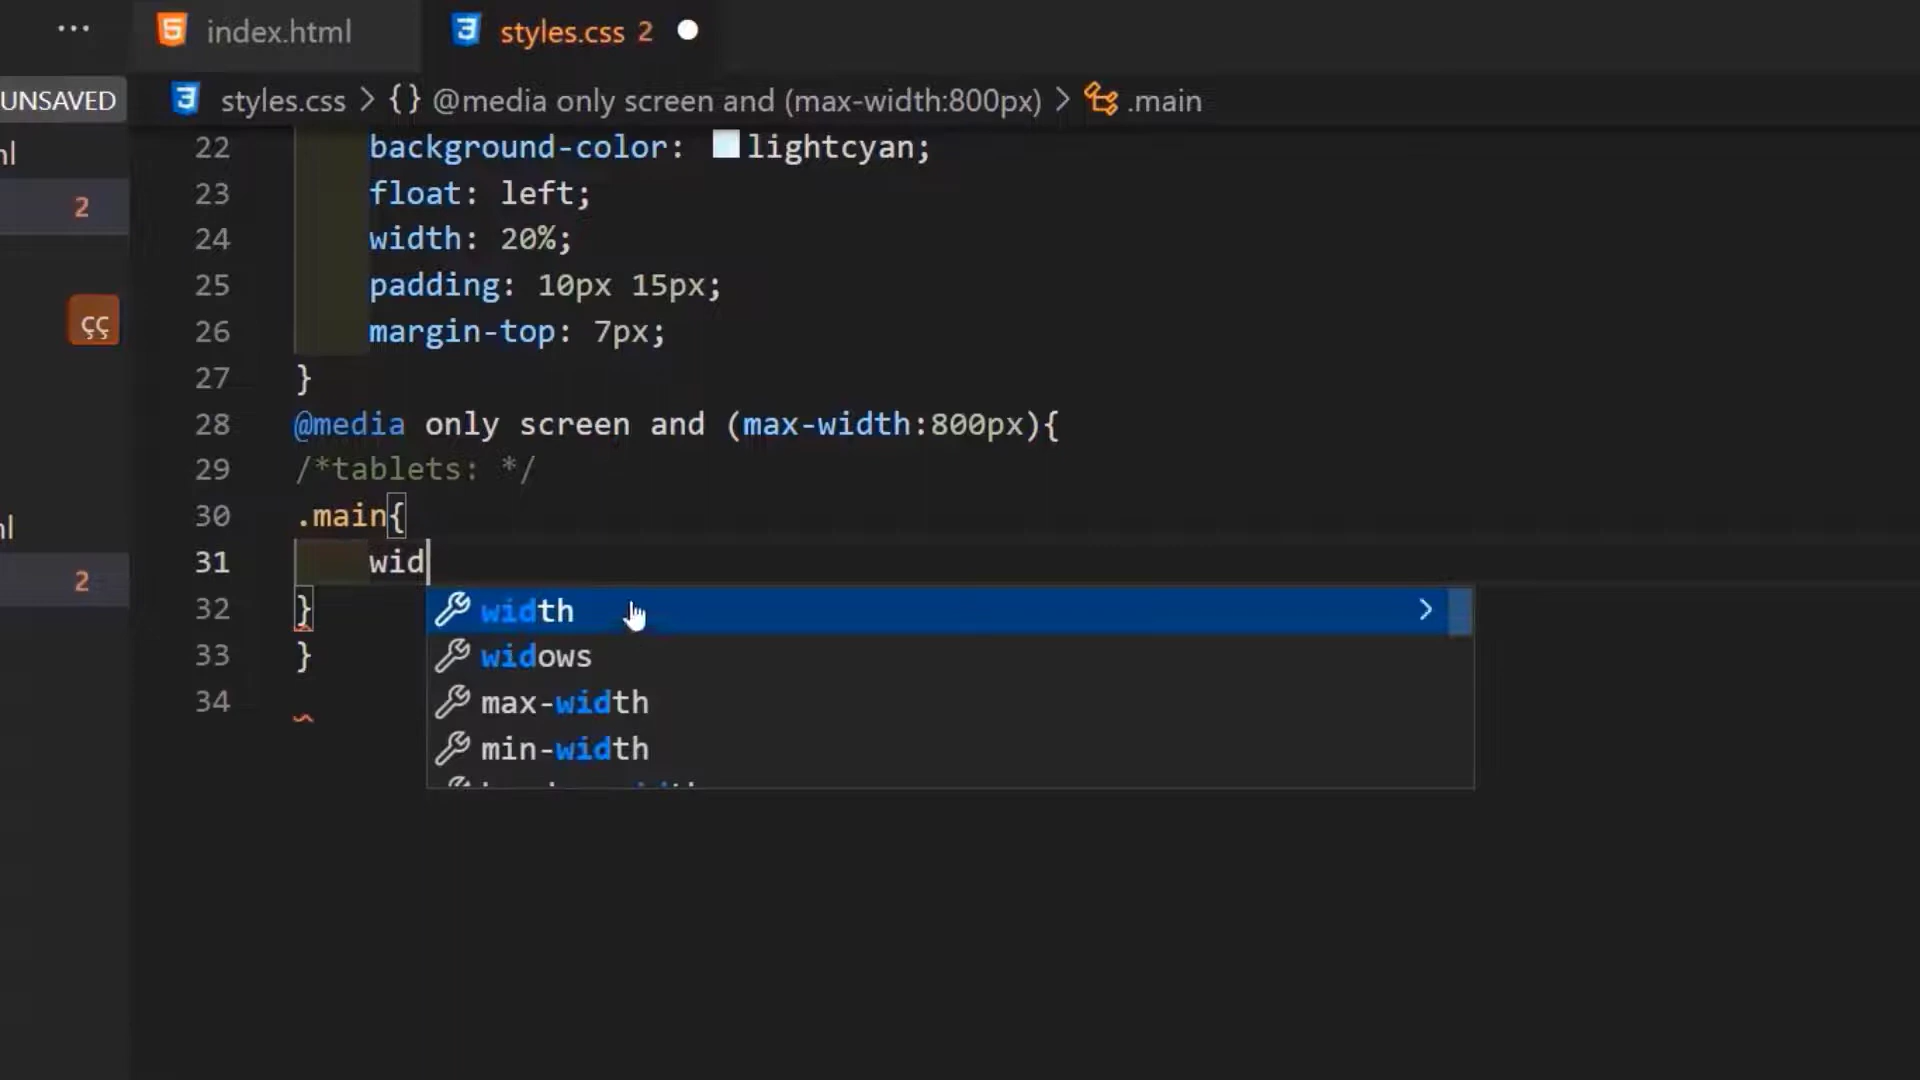 ··· index.html styles.css 2
UNSAVED styles.css > {} @media only screen and (max-width:800px) > .main
22 background-color: lightcyan;
23 float: left;
2
24 width: 20%;
25 padding: 10px 15px;
26 margin-top: 7px;
çç
27 }
28 @media only screen and (max-width:800px){
29 /*tablets: */
30 .main{
31 wid
2
32 }
width
33 }
widows
34
max-width
min-width